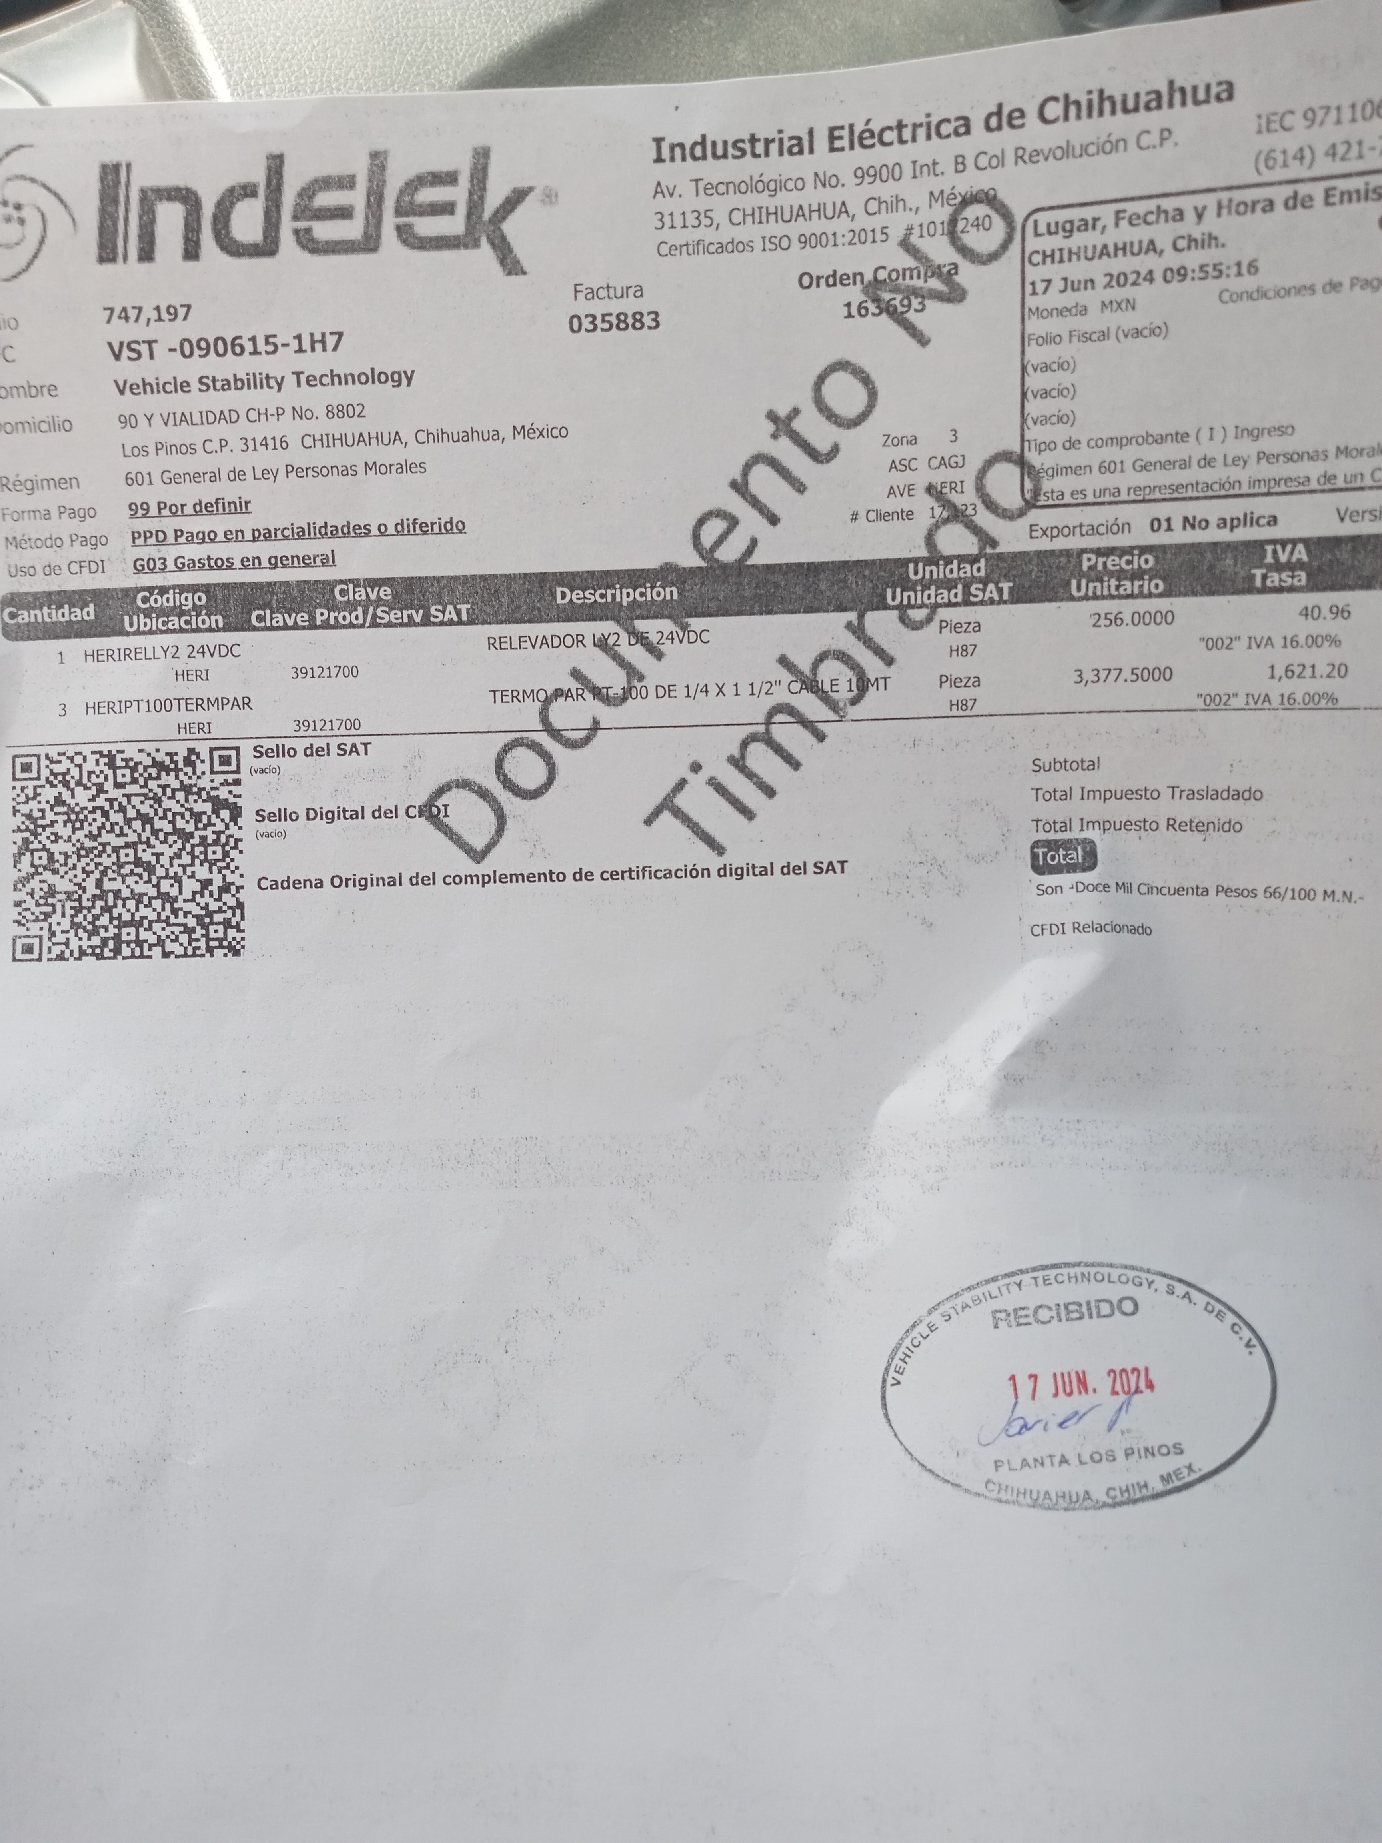 Indelek
Industrial Eléctrica de Chihuahua
Av. Tecnológico No. 9900 Int. B Col Revolución C.P.
31135, CHIHUAHUA, Chih., México
Certificados ISO 9001:2015
IEC 971106
(614) 421-
Lugar, Fecha y Hora de Emis
CHIHUAHUA, Chih.
17 Jun 2024 09:55:16
Moneda MXN Condiciones de Pag
Folio Fiscal (vacío)
(vacío)
(vacío)
(vacío)
Tipo de comprobante ( I ) Ingreso
Régimen 601 General de Ley Personas Moral
Esta es una representación impresa de un C
Factura
035883
Orden Compra
163693
747,197
C VST -090615-1H7
ombre Vehicle Stability Technology
omicilio 90 Y VIALIDAD CH-P No. 8802
Los Pinos C.P. 31416 CHIHUAHUA, Chihuahua, México
Régimen 601 General de Ley Personas Morales
Forma Pago 99 Por definir
Método Pago PPD Pago en parcialidades o diferido
Uso de CFDI G03 Gastos en general
Zona 3
ASC CAGJ
AVE NERI
# Cliente
Exportación 01 No aplica Versi
Documento NO
Timbrado
Cantidad Código Ubicación Clave Clave Prod/Serv SAT Descripción Unidad Unidad SAT Precio Unitario IVA Tasa
1 HERIRELLY2 24VDC RELEVADOR LY2 DE 24VDC Pieza 256.0000 40.96
HERI 39121700 H87 "002" IVA 16.00%
3 HERIPT100TERMPAR TERMO PAR PT-100 DE 1/4 X 1 1/2" CABLE 10MT Pieza 3,377.5000 1,621.20
HERI 39121700 H87 "002" IVA 16.00%
Sello del SAT
(vacío)
Sello Digital del CFDI
(vacío)
Cadena Original del complemento de certificación digital del SAT
Subtotal
Total Impuesto Trasladado
Total Impuesto Retenido
Total
Son -Doce Mil Cincuenta Pesos 66/100 M.N.-
CFDI Relacionado
VEHICLE STABILITY TECHNOLOGY, S.A. DE C.V.
RECIBIDO
17 JUN. 2024
Javier
PLANTA LOS PINOS
CHIHUAHUA, CHIH. MEX.